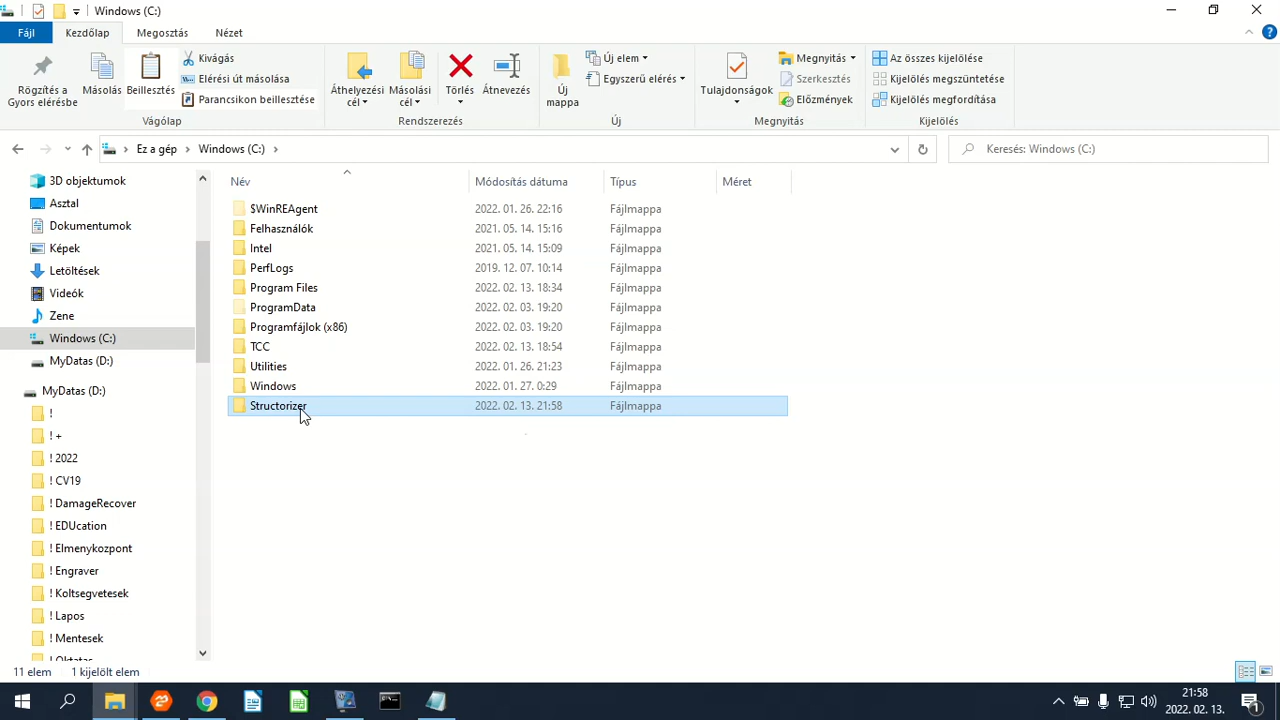 Windows (C:)
Fájl
Kezdőlap
Megosztás
Nézet
Rögzítés a
Gyors elérésbe
Másolás
Beillesztés
Kivágás
Elérési út másolása
Parancsikon beillesztése
Vágólap
Áthelyezési
cél
Másolási
cél
Törlés
Átnevezés
Rendszerezés
Új
mappa
Új elem
Egyszerű elérés
Új
Tulajdonságok
Megnyitás
Szerkesztés
Előzmények
Megnyitás
Az összes kijelölése
Kijelölés megszüntetése
Kijelölés megfordítása
Kijelölés
Ez a gép > Windows (C:) >
Keresés: Windows (C:)
3D objektumok
Asztal
Dokumentumok
Képek
Letöltések
Videók
Zene
Windows (C:)
MyDatas (D:)
MyDatas (D:)
!
! +
! 2022
! CV19
! DamageRecover
! EDUcation
! Elmenykozpont
! Engraver
! Koltsegvetesek
! Lapos
! Mentesek
! Oktatas
Név Módosítás dátuma Típus Méret
$WinREAgent 2022. 01. 26. 22:16 Fájlmappa
Felhasználók 2021. 05. 14. 15:16 Fájlmappa
Intel 2021. 05. 14. 15:09 Fájlmappa
PerfLogs 2019. 12. 07. 10:14 Fájlmappa
Program Files 2022. 02. 13. 18:34 Fájlmappa
ProgramData 2022. 02. 03. 19:20 Fájlmappa
Programfájlok (x86) 2022. 02. 03. 19:20 Fájlmappa
TCC 2022. 02. 13. 18:54 Fájlmappa
Utilities 2022. 01. 26. 21:23 Fájlmappa
Windows 2022. 01. 27. 0:29 Fájlmappa
Structorizer 2022. 02. 13. 21:58 Fájlmappa
11 elem 1 kijelölt elem
21:58
2022. 02. 13.
1